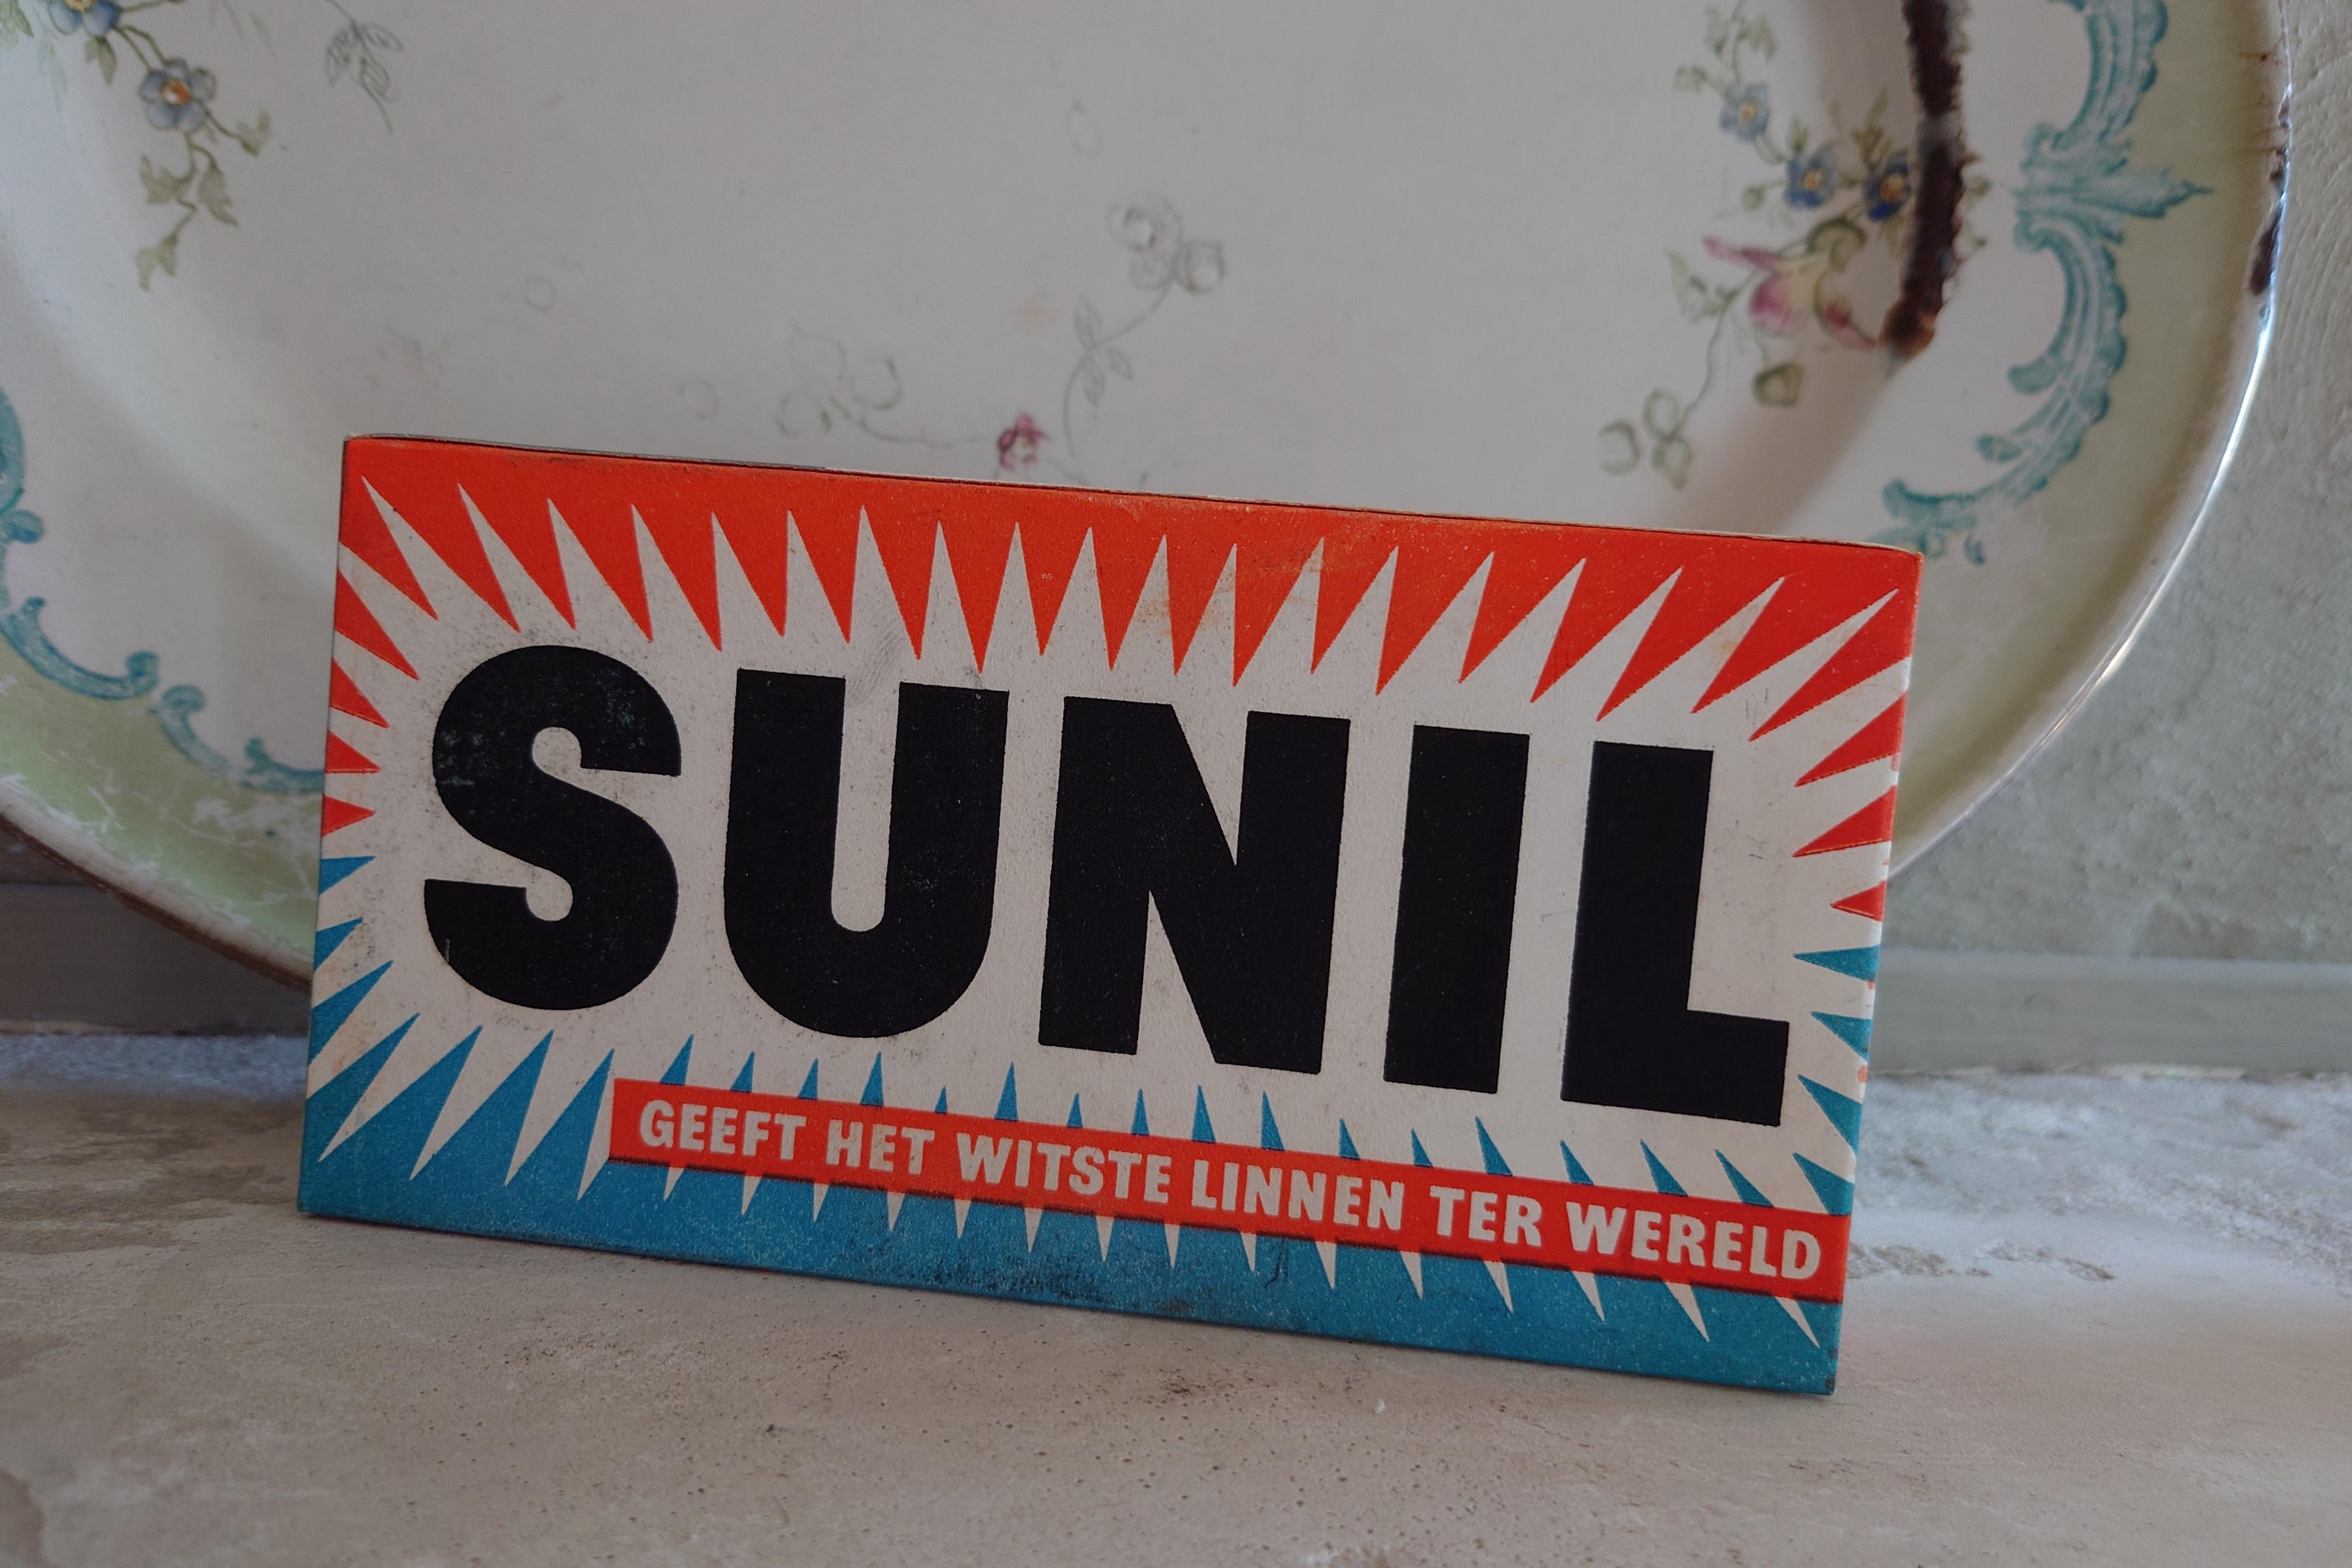 SUNIL
GEEFT HET WITSTE LINNEN TER WERELD